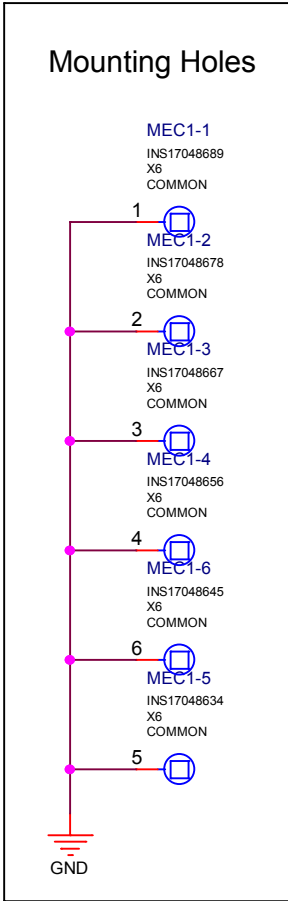 Mounting Holes
MEC1-1
INS17048689
X6
COMMON
1
MEC1-2
INS17048678
X6
COMMON
2
MEC1-3
INS17048667
X6
COMMON
3
MEC1-4
INS17048656
X6
COMMON
4
MEC1-6
INS17048645
X6
COMMON
6
MEC1-5
INS17048634
X6
COMMON
5
GND